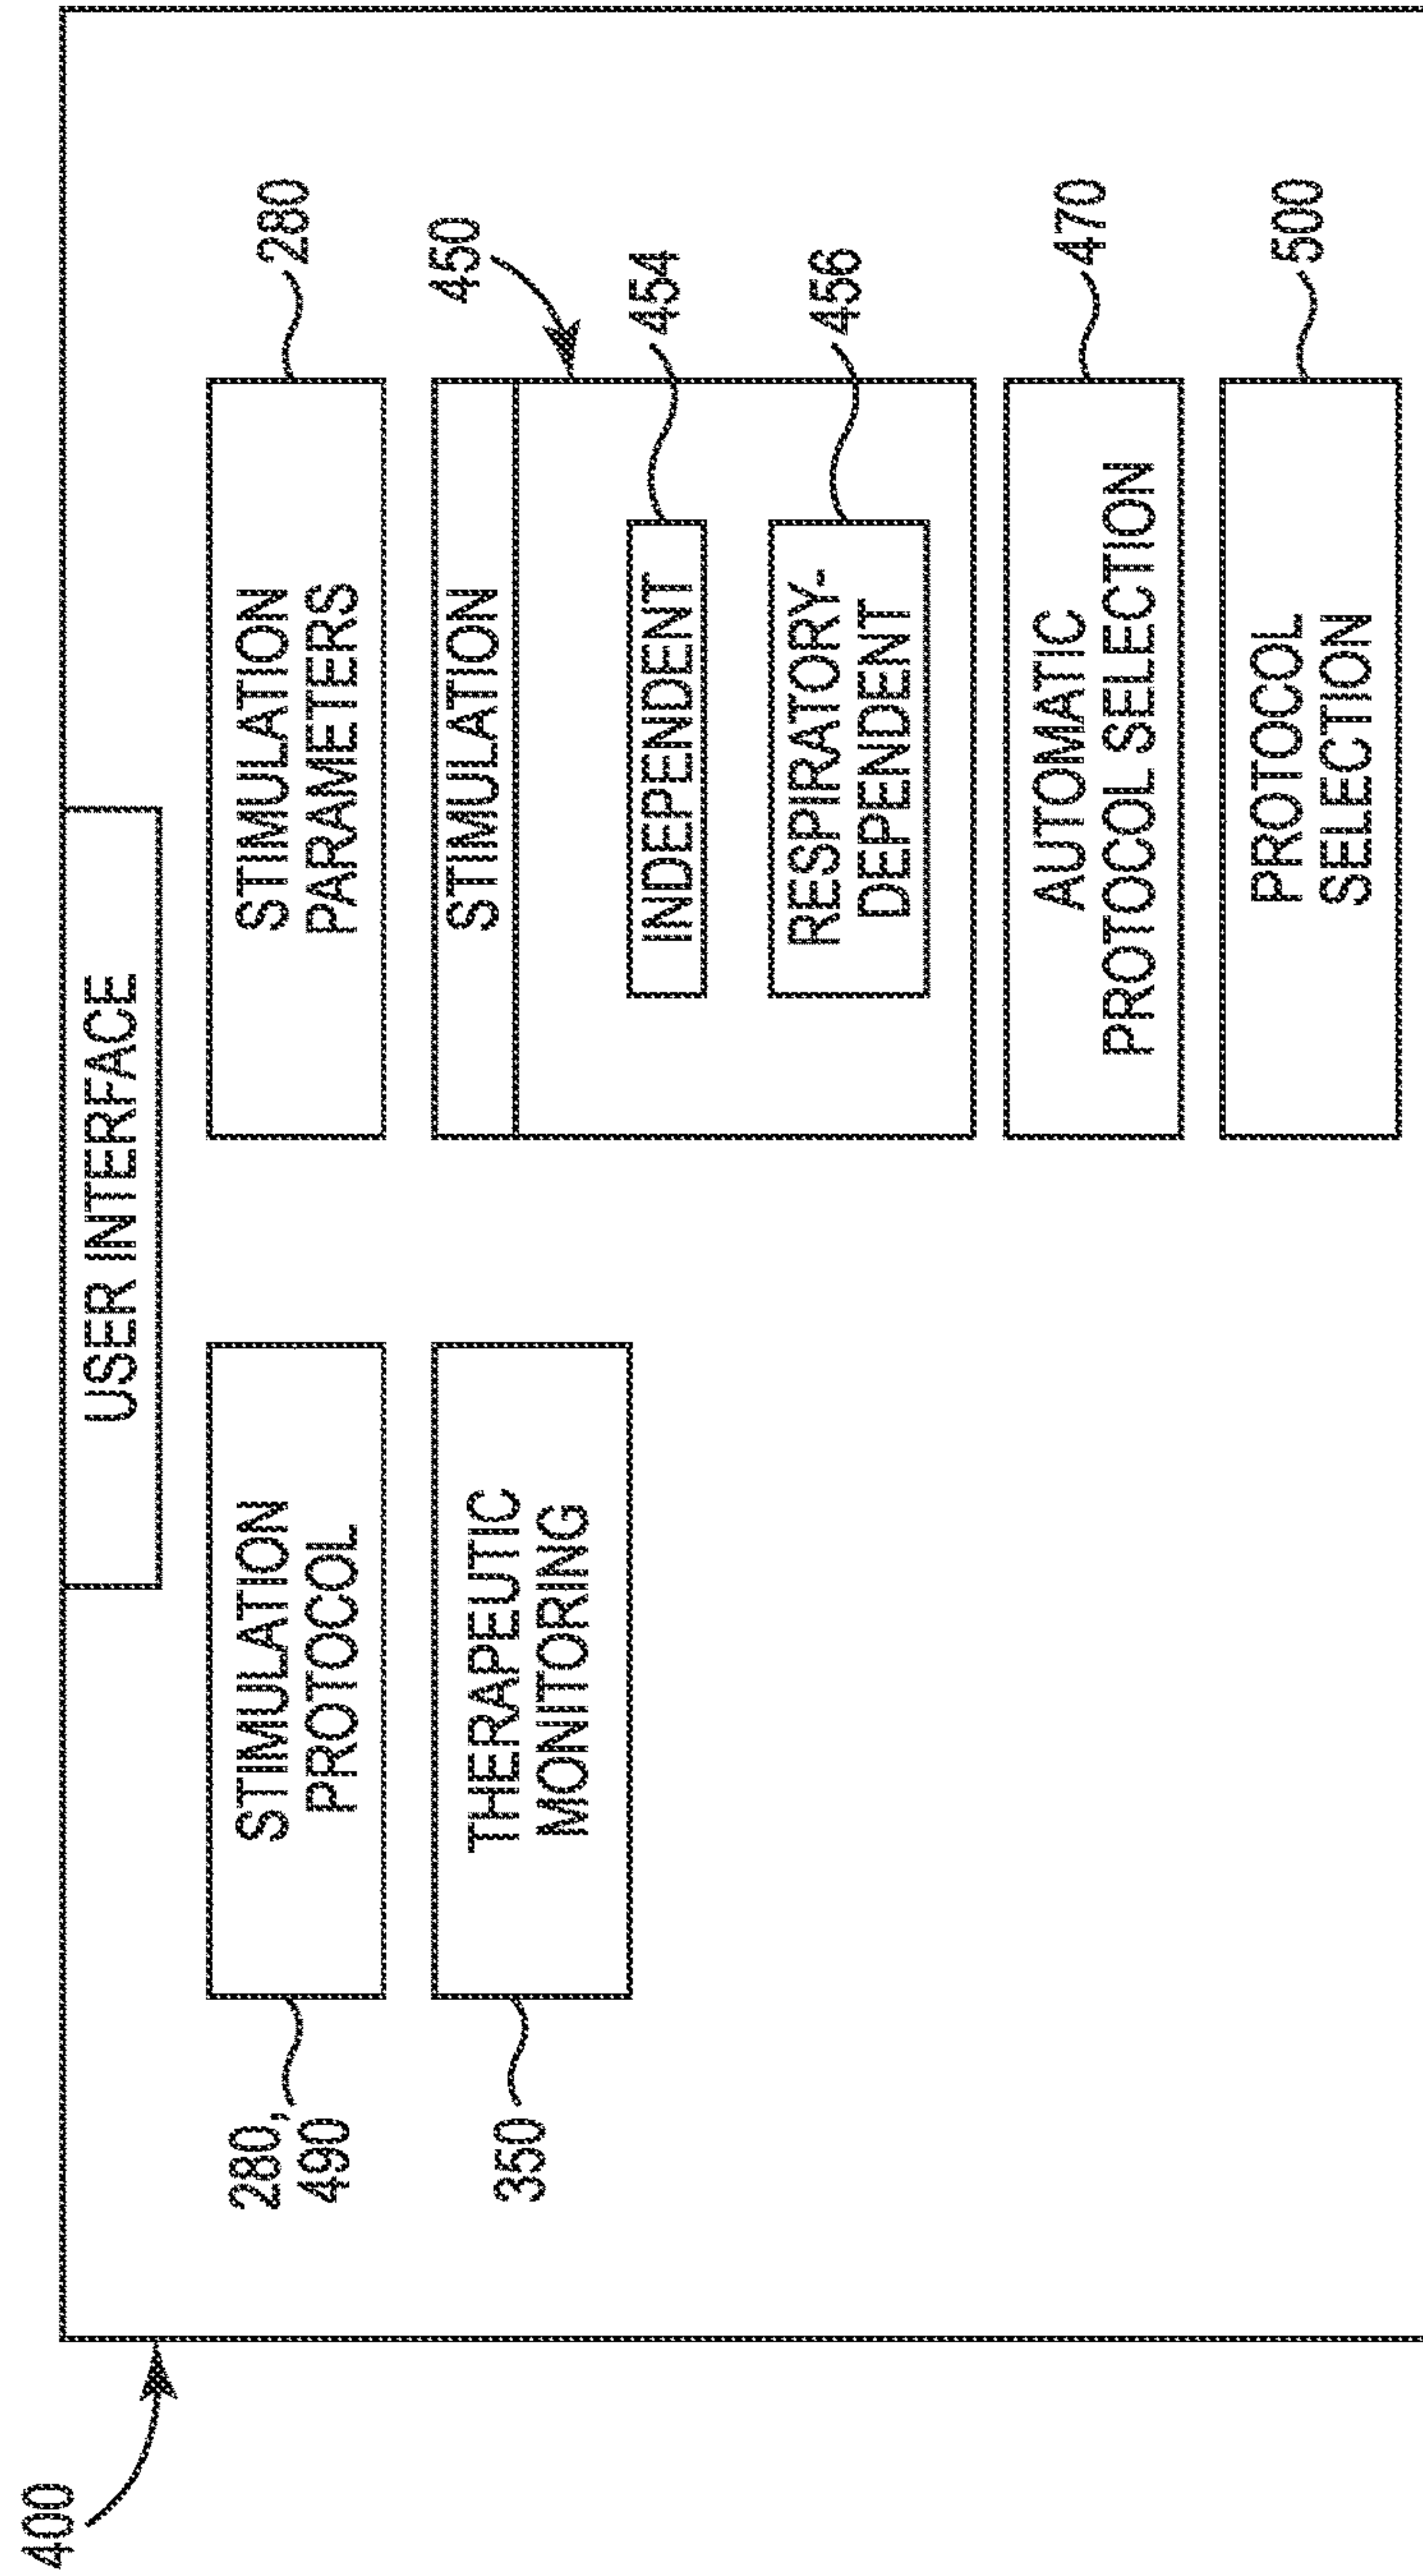 400
USER INTERFACE
280,
490
STIMULATION
PROTOCOL
350
THERAPEUTIC
MONITORING
STIMULATION
PARAMETERS
280
STIMULATION
450
INDEPENDENT
454
RESPIRATORY-
DEPENDENT
456
AUTOMATIC
PROTOCOL SELECTION
470
PROTOCOL
SELECTION
500